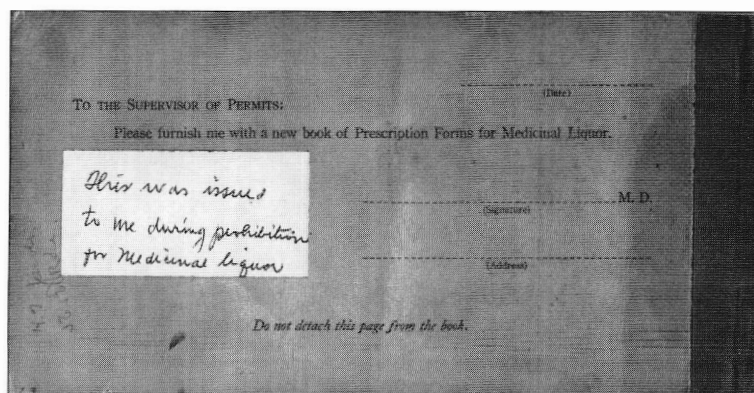 (Date)
TO THE SUPERVISOR OF PERMITS:
Please furnish me with a new book of Prescription Forms for Medicinal Liquor.
This was issued
to me during prohibition
for Medicinal liquor
M. D.
(Signature)
(Address)
Do not detach this page from the book.